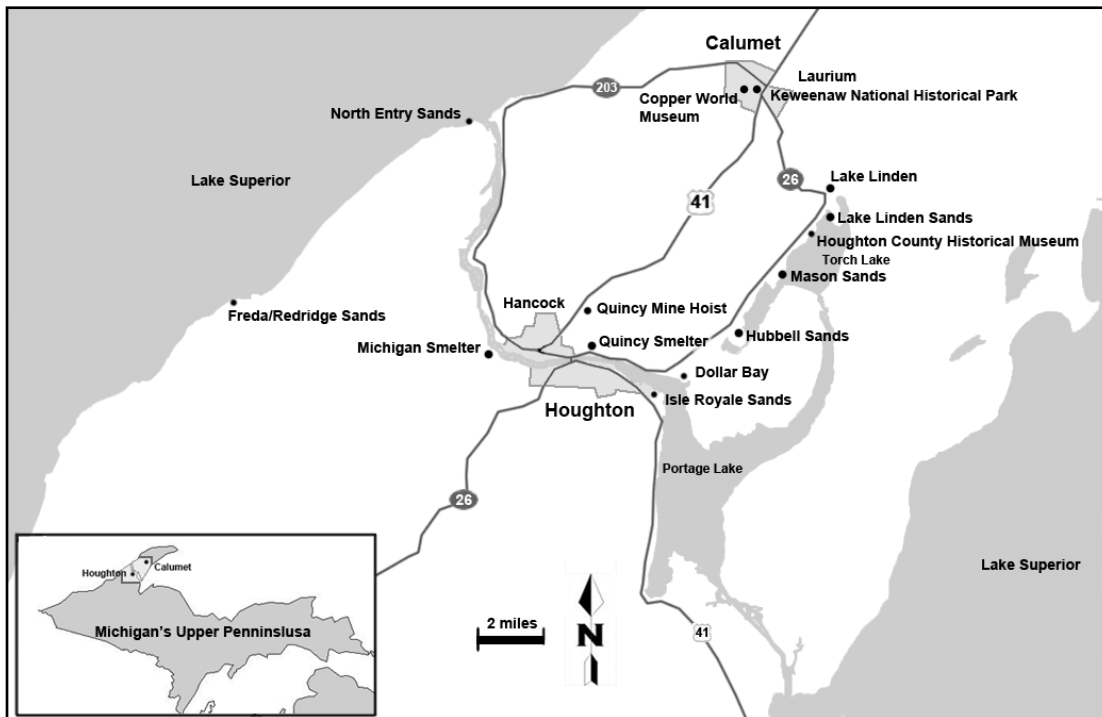 Calumet
203
Laurium
Copper World
Museum
Keweenaw National Historical Park
North Entry Sands
Lake Superior
26
Lake Linden
41
Lake Linden Sands
Houghton County Historical Museum
Torch Lake
Mason Sands
Hancock
Quincy Mine Hoist
Freda/Redridge Sands
Hubbell Sands
Michigan Smelter
Quincy Smelter
Dollar Bay
Isle Royale Sands
Houghton
Portage Lake
26
Lake Superior
Houghton
Calumet
Michigan's Upper Penninslusa
2 miles
N
41